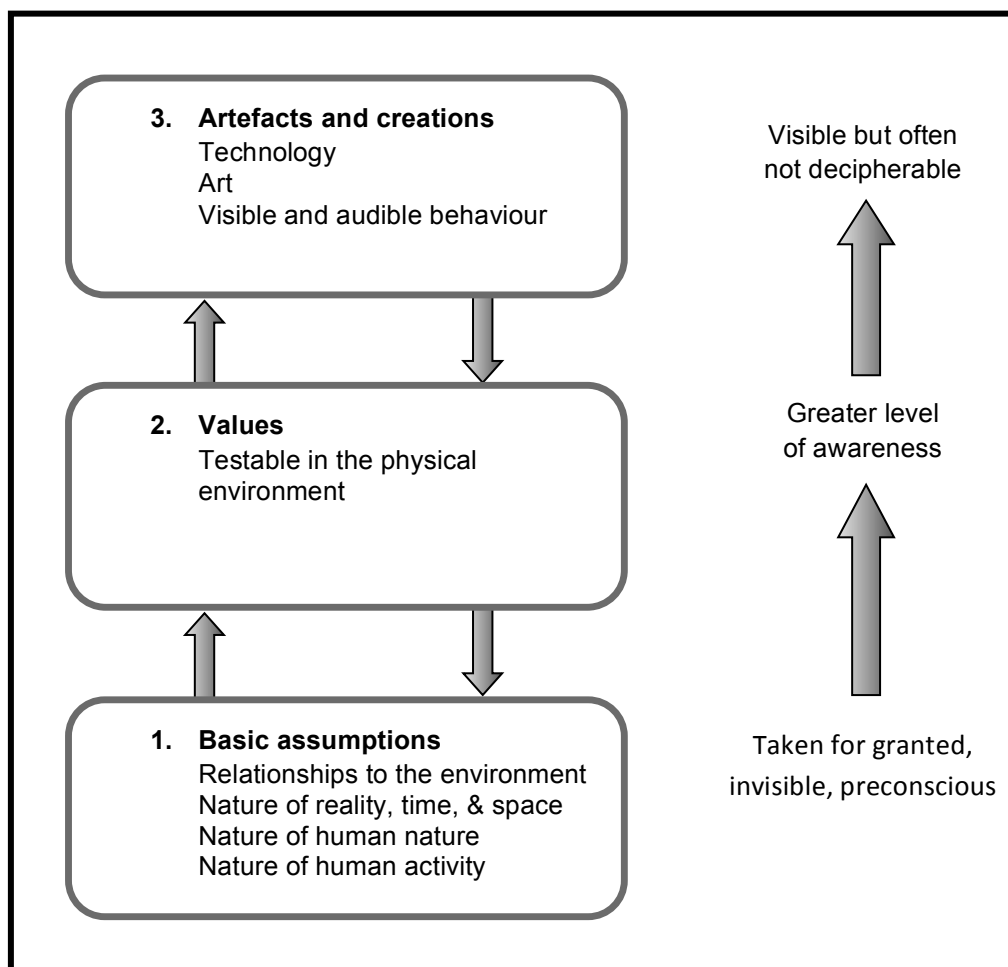 3. Artefacts and creations
Technology
Art
Visible and audible behaviour
Visible but often
not decipherable
2. Values
Testable in the physical
environment
Greater level
of awareness
1. Basic assumptions
Relationships to the environment
Nature of reality, time, & space
Nature of human nature
Nature of human activity
Taken for granted,
invisible, preconscious